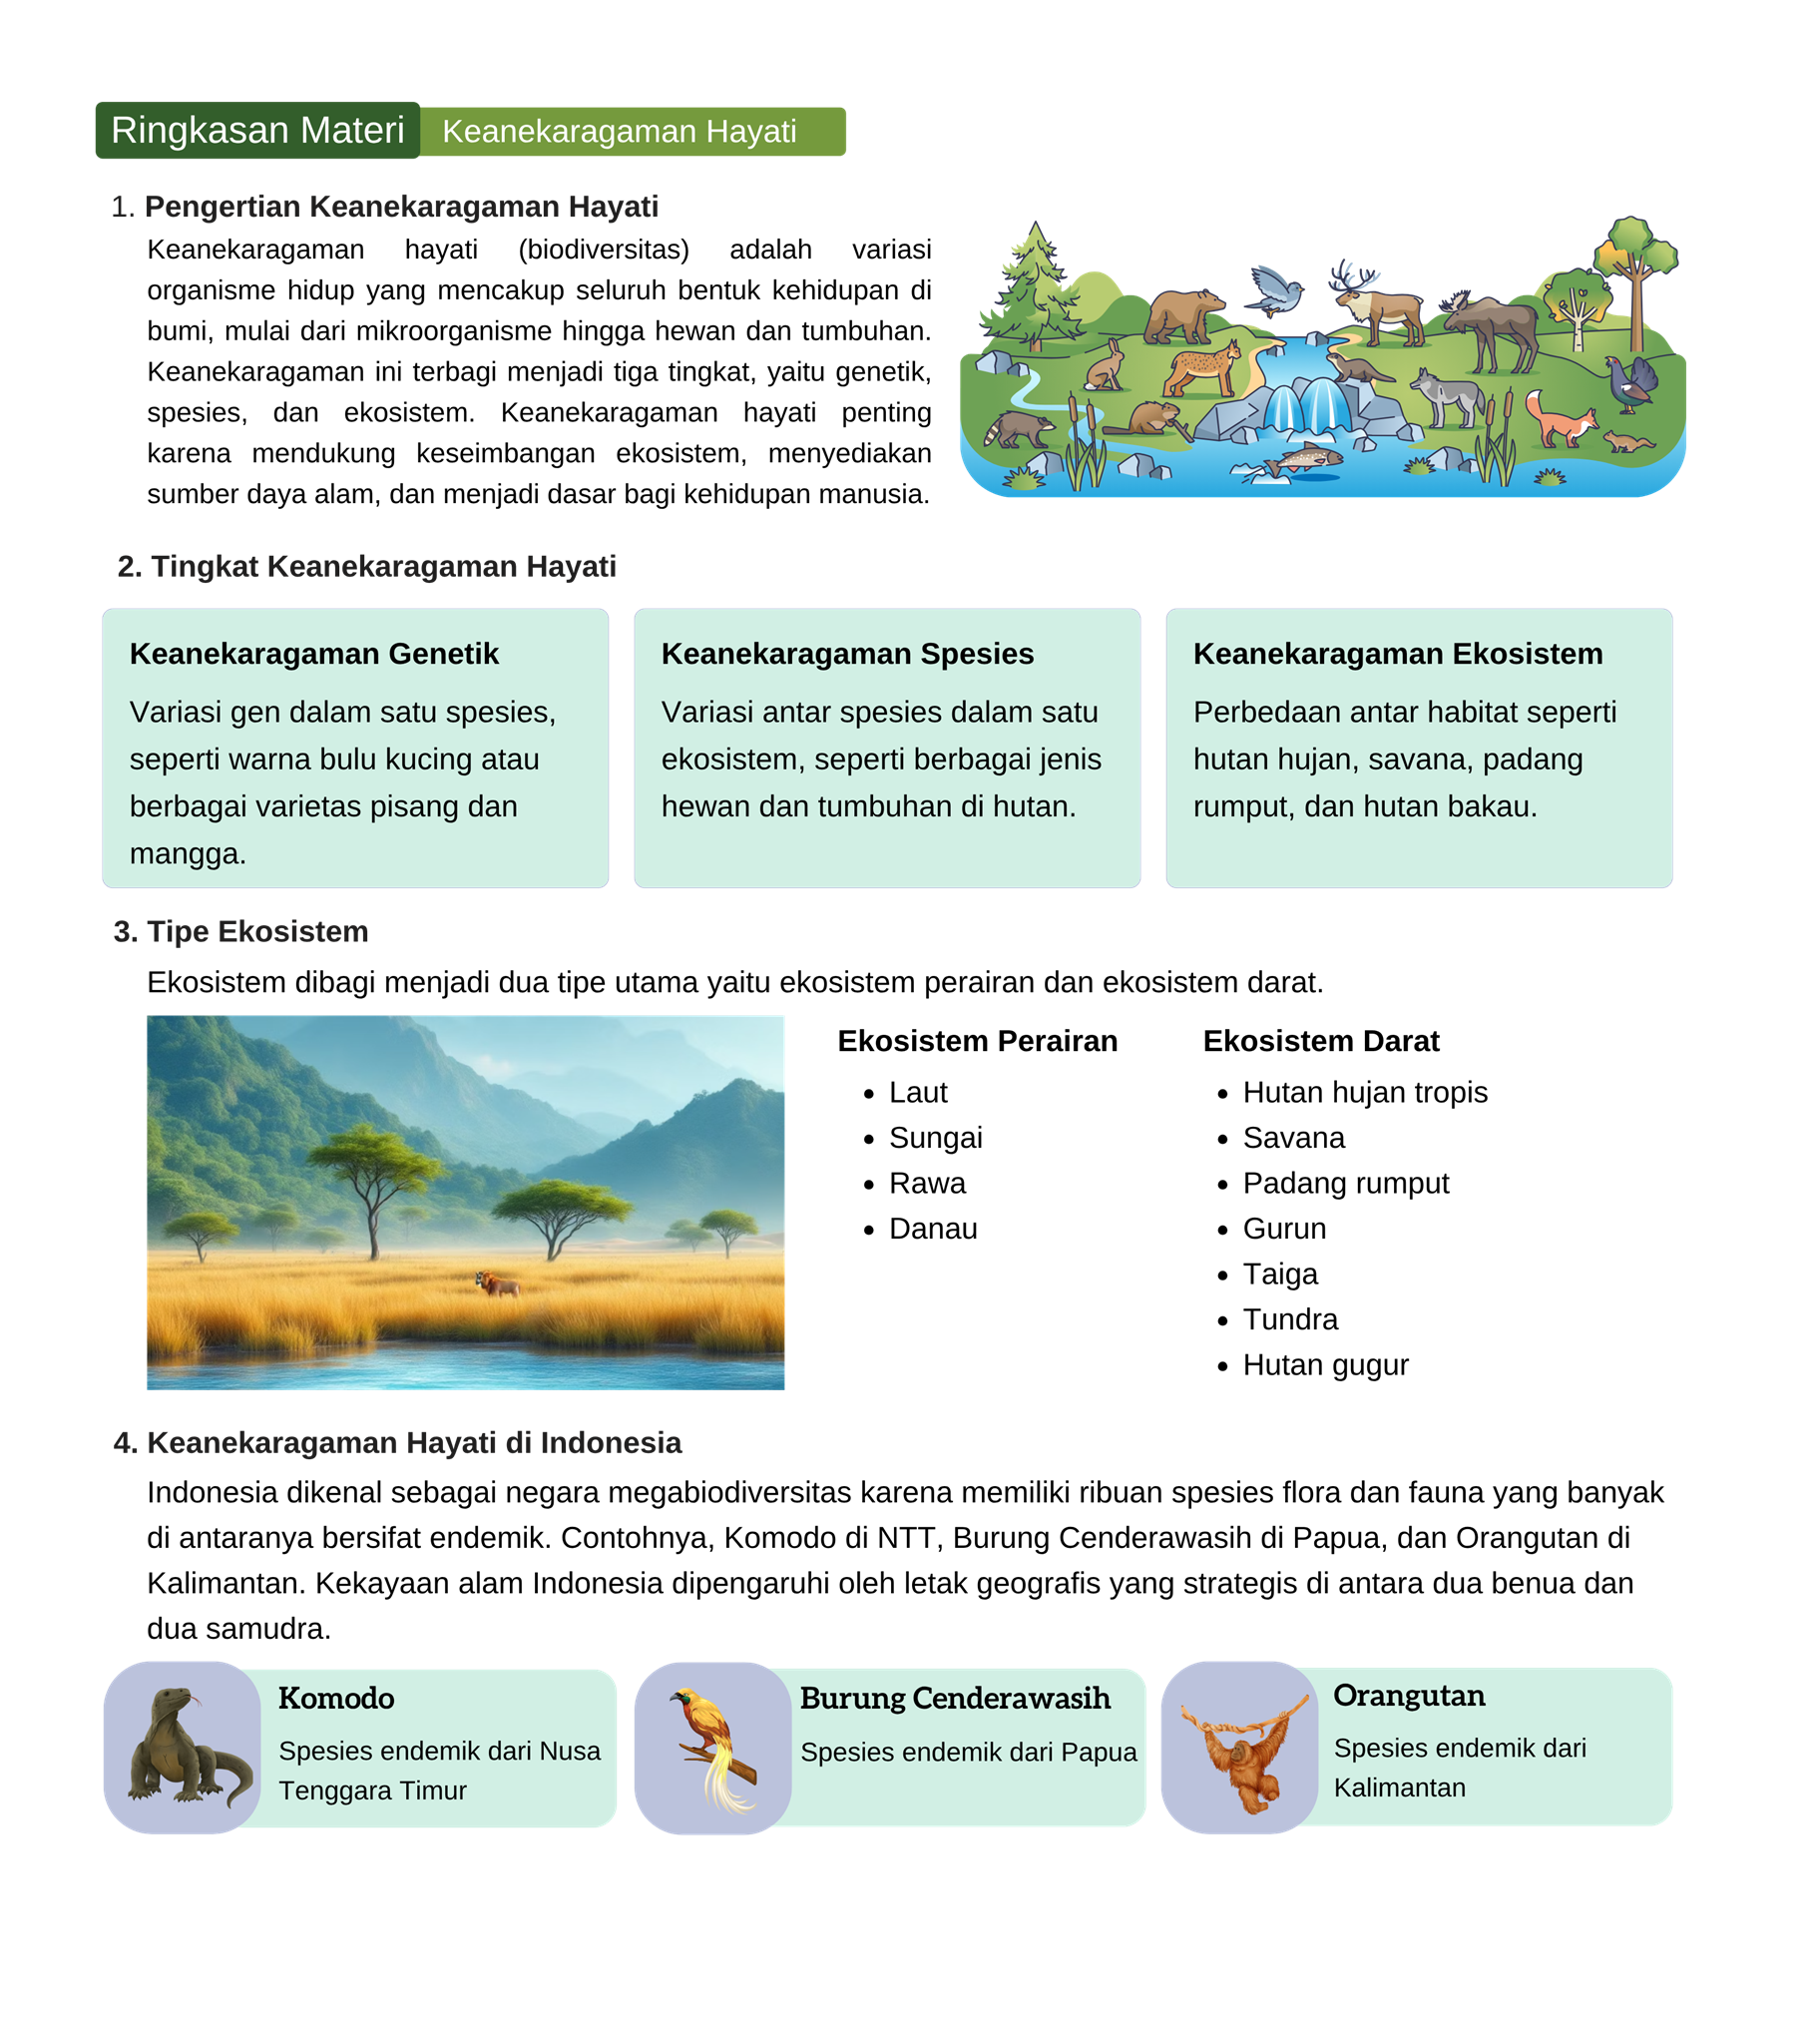 Ringkasan Materi Keanekaragaman Hayati
1. Pengertian Keanekaragaman Hayati
Keanekaragaman hayati (biodiversitas) adalah variasi
organisme hidup yang mencakup seluruh bentuk kehidupan di
bumi, mulai dari mikroorganisme hingga hewan dan tumbuhan.
Keanekaragaman ini terbagi menjadi tiga tingkat, yaitu genetik,
spesies, dan ekosistem. Keanekaragaman hayati penting
karena mendukung keseimbangan ekosistem, menyediakan
sumber daya alam, dan menjadi dasar bagi kehidupan manusia.
2. Tingkat Keanekaragaman Hayati
Keanekaragaman Genetik
Variasi gen dalam satu spesies,
seperti warna bulu kucing atau
berbagai varietas pisang dan
mangga.
Keanekaragaman Spesies
Variasi antar spesies dalam satu
ekosistem, seperti berbagai jenis
hewan dan tumbuhan di hutan.
Keanekaragaman Ekosistem
Perbedaan antar habitat seperti
hutan hujan, savana, padang
rumput, dan hutan bakau.
3. Tipe Ekosistem
Ekosistem dibagi menjadi dua tipe utama yaitu ekosistem perairan dan ekosistem darat.
Ekosistem Perairan
• Laut
• Sungai
• Rawa
• Danau
Ekosistem Darat
• Hutan hujan tropis
• Savana
• Padang rumput
• Gurun
• Taiga
• Tundra
• Hutan gugur
4. Keanekaragaman Hayati di Indonesia
Indonesia dikenal sebagai negara megabiodiversitas karena memiliki ribuan spesies flora dan fauna yang banyak
di antaranya bersifat endemik. Contohnya, Komodo di NTT, Burung Cenderawasih di Papua, dan Orangutan di
Kalimantan. Kekayaan alam Indonesia dipengaruhi oleh letak geografis yang strategis di antara dua benua dan
dua samudra.
Komodo
Spesies endemik dari Nusa
Tenggara Timur
Burung Cenderawasih
Spesies endemik dari Papua
Orangutan
Spesies endemik dari
Kalimantan